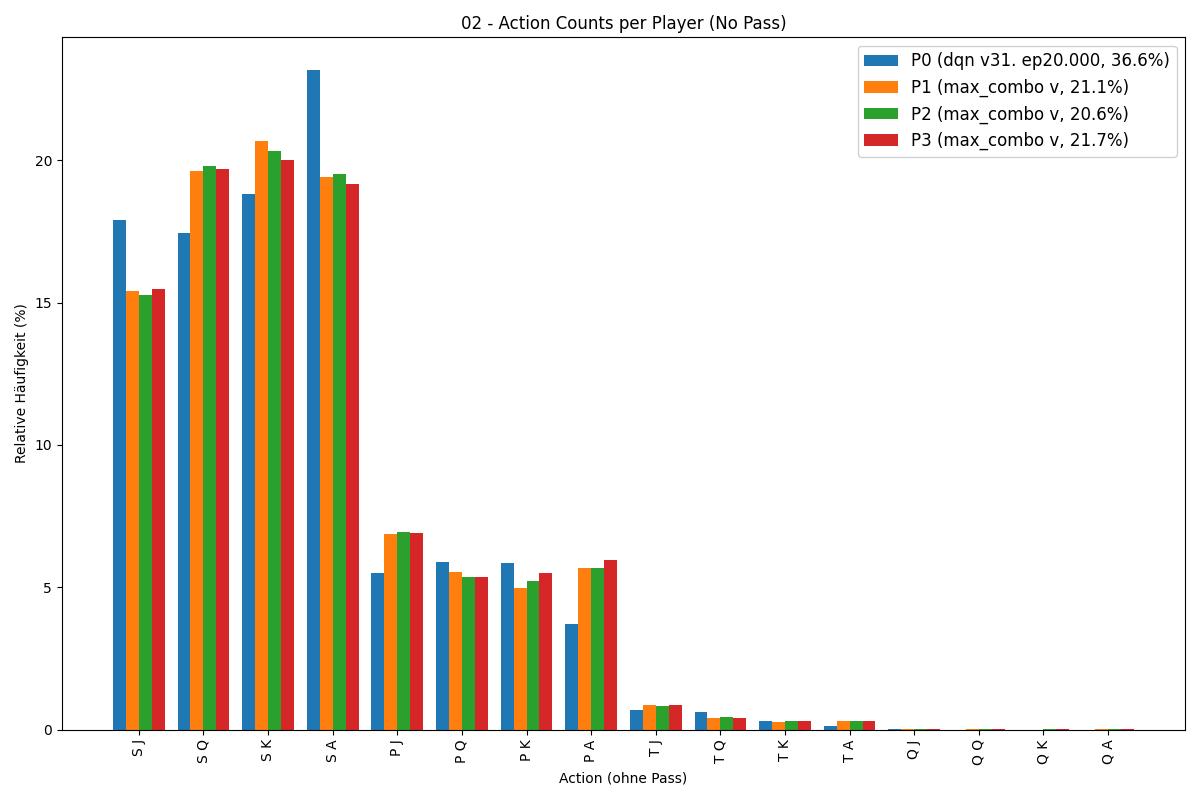 02 - Action Counts per Player (No Pass)
P0 (dqn v31. ep20.000, 36.6%)
P1 (max_combo v, 21.1%)
P2 (max_combo v, 20.6%)
P3 (max_combo v, 21.7%)
Relative Häufigkeit (%)
20
15
10
5
0
S J
S Q
S K
S A
P J
P Q
P K
P A
T J
T Q
T K
T A
Q J
Q Q
Q K
Q A
Action (ohne Pass)